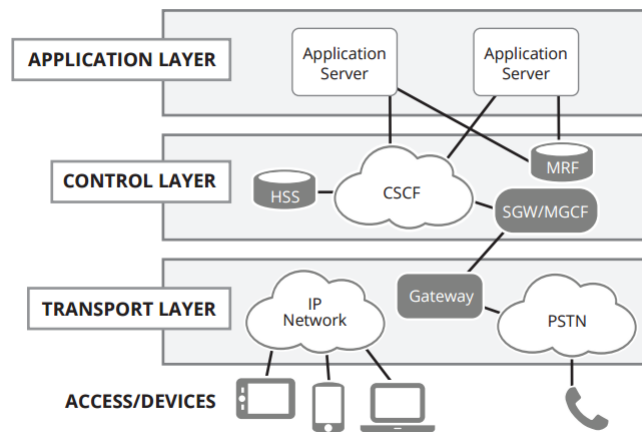 APPLICATION LAYER
Application
Server
Application
Server
CONTROL LAYER
HSS
CSCF
MRF
SGW/MGCF
TRANSPORT LAYER
IP
Network
Gateway
PSTN
ACCESS/DEVICES